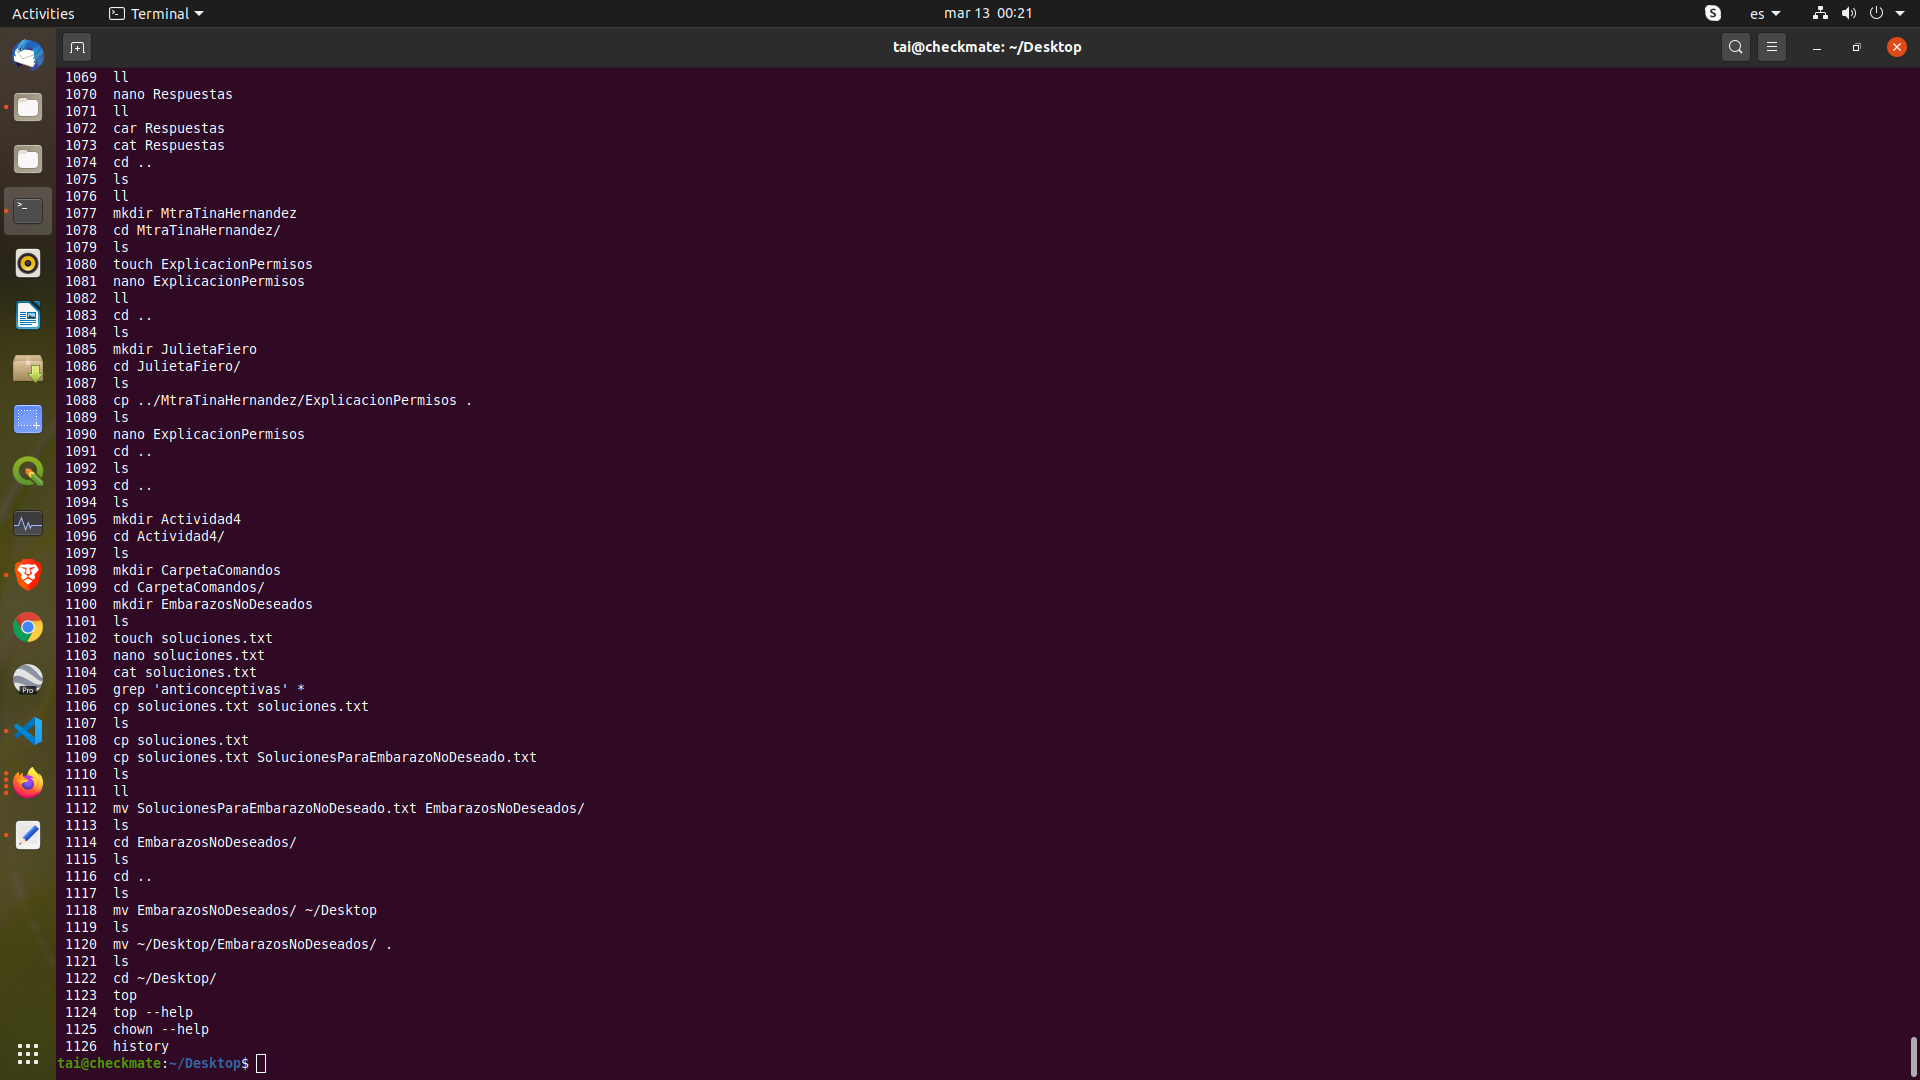 Activities
Terminal
mar 13 00:21
S
es
tai@checkmate: ~/Desktop
1069 ll
1070 nano Respuestas
1071 ll
1072 car Respuestas
1073 cat Respuestas
1074 cd ..
1075 ls
1076 ll
1077 mkdir MtraTinaHernandez
1078 cd MtraTinaHernandez/
1079 ls
1080 touch ExplicacionPermisos
1081 nano ExplicacionPermisos
1082 ll
1083 cd ..
1084 ls
1085 mkdir JulietaFiero
1086 cd JulietaFiero/
1087 ls
1088 cp ../MtraTinaHernandez/ExplicacionPermisos .
1089 ls
1090 nano ExplicacionPermisos
1091 cd ..
1092 ls
1093 cd ..
1094 ls
1095 mkdir Actividad4
1096 cd Actividad4/
1097 ls
1098 mkdir CarpetaComandos
1099 cd CarpetaComandos/
1100 mkdir EmbarazosNoDeseados
1101 ls
1102 touch soluciones.txt
1103 nano soluciones.txt
1104 cat soluciones.txt
1105 grep 'anticonceptivas' *
1106 cp soluciones.txt soluciones.txt
1107 ls
1108 cp soluciones.txt
1109 cp soluciones.txt SolucionesParaEmbarazoNoDeseado.txt
1110 ls
1111 ll
1112 mv SolucionesParaEmbarazoNoDeseado.txt EmbarazosNoDeseados/
1113 ls
1114 cd EmbarazosNoDeseados/
1115 ls
1116 cd ..
1117 ls
1118 mv EmbarazosNoDeseados/ ~/Desktop
1119 ls
1120 mv ~/Desktop/EmbarazosNoDeseados/ .
1121 ls
1122 cd ~/Desktop/
1123 top
1124 top --help
1125 chown --help
1126 history
tai@checkmate:~/Desktop$
Pro